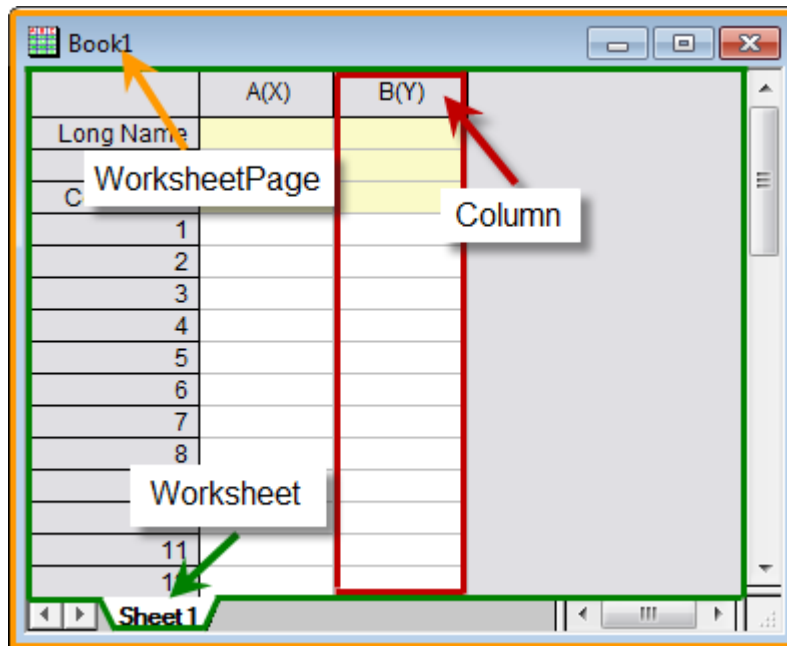 Book1
A(X) B(Y)
Long Name
WorksheetPage
C
Column
1
2
3
4
5
6
7
8
Worksheet
11
Sheet1